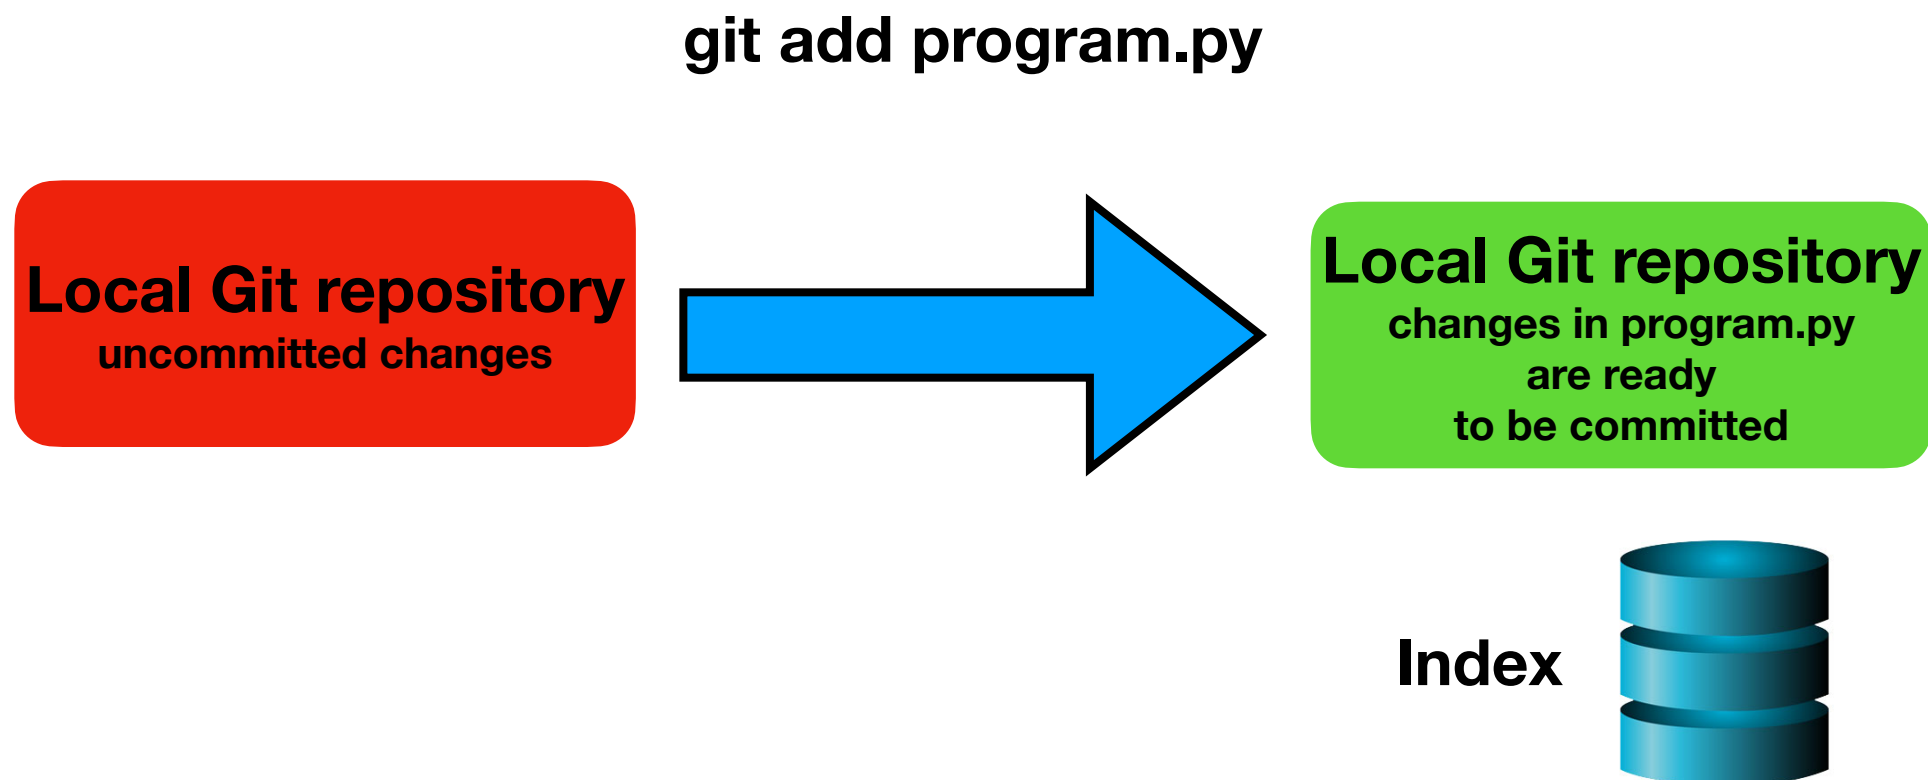 git add program.py
Local Git repository
uncommitted changes
Local Git repository
changes in program.py
are ready
to be committed
Index